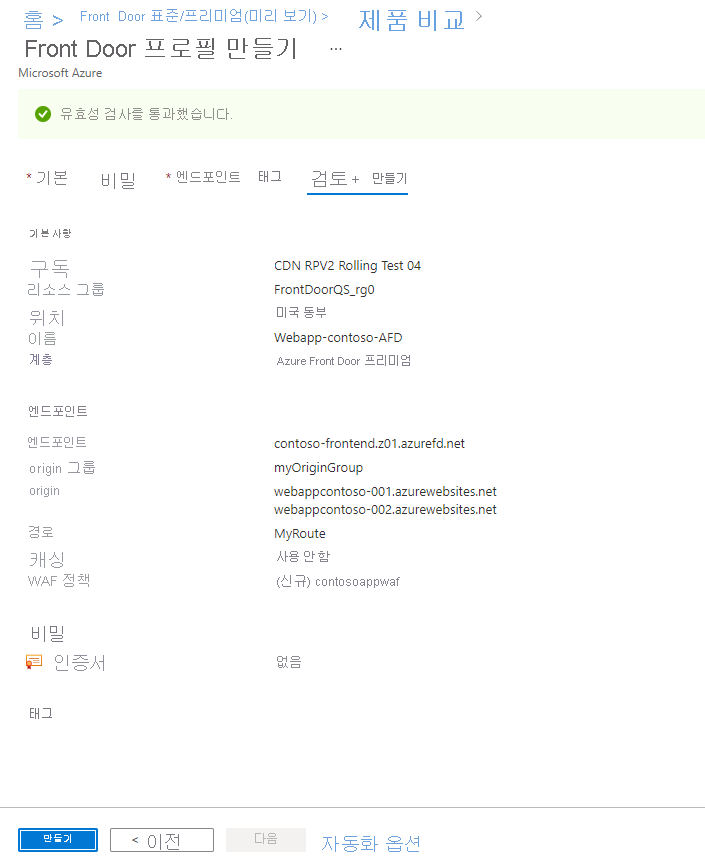 홈 > Front Door 표준/프리미엄(미리 보기) > 제품 비교 >
Front Door 프로필 만들기 ...
Microsoft Azure
유효성 검사를 통과했습니다.
* 기본 비밀 * 엔드포인트 태그 검토 + 만들기
기본 사항
구독 CDN RPV2 Rolling Test 04
리소스 그룹 FrontDoorQS_rg0
위치 미국 동부
이름 Webapp-contoso-AFD
계층 Azure Front Door 프리미엄
엔드포인트
엔드포인트 contoso-frontend.z01.azurefd.net
origin 그룹 myOriginGroup
origin webappcontoso-001.azurewebsites.net
webappcontoso-002.azurewebsites.net
경로 MyRoute
캐싱 사용 안 함
WAF 정책 (신규) contosoappwaf
비밀
인증서 없음
태그
만들기 < 이전 다음 자동화 옵션